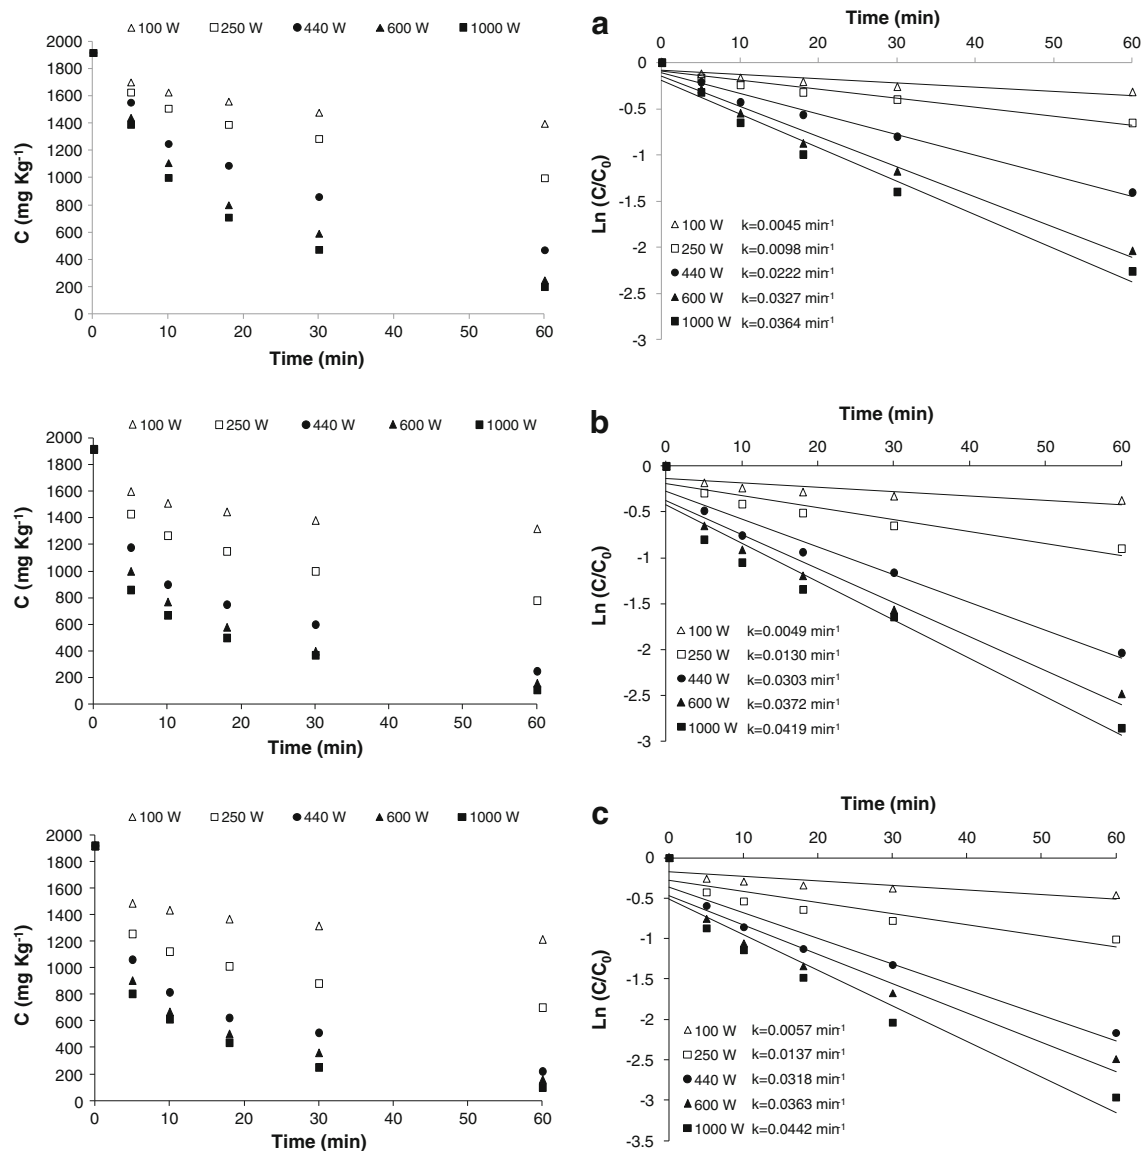 △ 100 W □ 250 W ● 440 W ▲ 600 W ■ 1000 W
2000
1800
1600
1400
1200
1000
800
600
400
200
0
C (mg Kg⁻¹)
0 10 20 30 40 50 60
Time (min)
a
Time (min)
0 10 20 30 40 50 60
0
-0.5
-1
-1.5
-2
-2.5
-3
Ln (C/C₀)
△ 100 W k=0.0045 min⁻¹
□ 250 W k=0.0098 min⁻¹
● 440 W k=0.0222 min⁻¹
▲ 600 W k=0.0327 min⁻¹
■ 1000 W k=0.0364 min⁻¹
△ 100 W □ 250 W ● 440 W ▲ 600 W ■ 1000 W
2000
1800
1600
1400
1200
1000
800
600
400
200
0
C (mg Kg⁻¹)
0 10 20 30 40 50 60
Time (min)
b
Time (min)
0 10 20 30 40 50 60
0
-0.5
-1
-1.5
-2
-2.5
-3
Ln (C/C₀)
△ 100 W k=0.0049 min⁻¹
□ 250 W k=0.0130 min⁻¹
● 440 W k=0.0303 min⁻¹
▲ 600 W k=0.0372 min⁻¹
■ 1000 W k=0.0419 min⁻¹
△ 100 W □ 250 W ● 440 W ▲ 600 W ■ 1000 W
2000
1800
1600
1400
1200
1000
800
600
400
200
0
C (mg Kg⁻¹)
0 10 20 30 40 50 60
Time (min)
c
Time (min)
0 10 20 30 40 50 60
0
-0.5
-1
-1.5
-2
-2.5
-3
-3.5
Ln (C/C₀)
△ 100 W k=0.0057 min⁻¹
□ 250 W k=0.0137 min⁻¹
● 440 W k=0.0318 min⁻¹
▲ 600 W k=0.0363 min⁻¹
■ 1000 W k=0.0442 min⁻¹